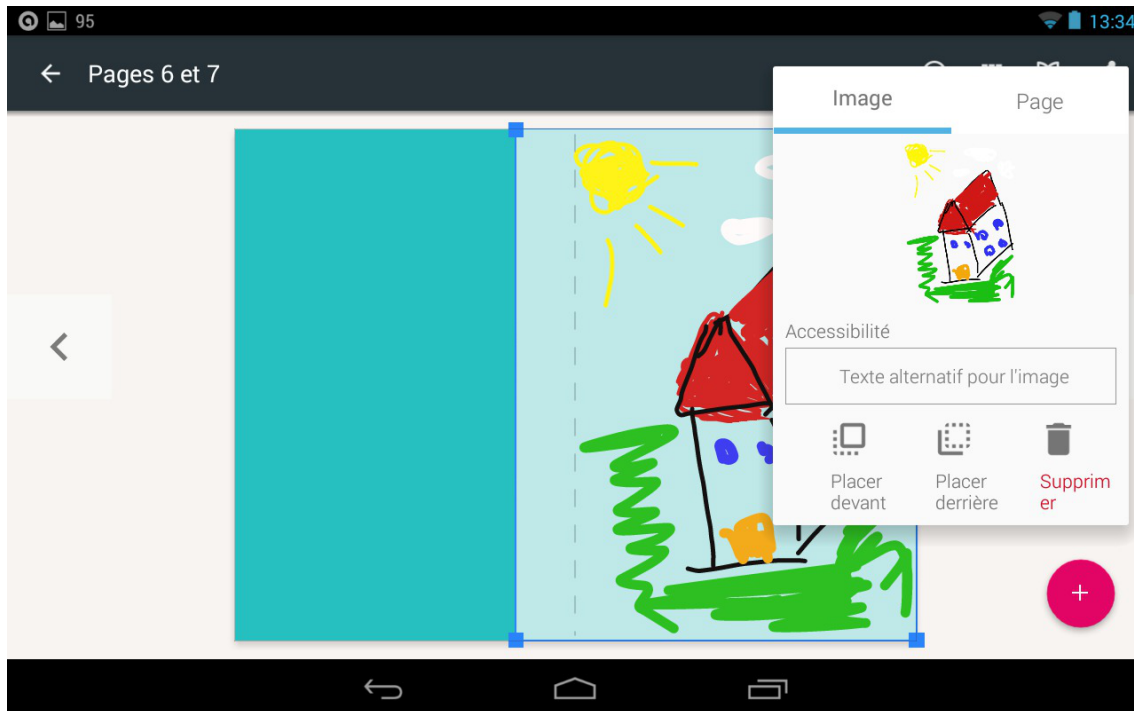 95
13:34
Pages 6 et 7
Image
Page
Accessibilité
Texte alternatif pour l'image
Placer
devant
Placer
derrière
Supprim
er